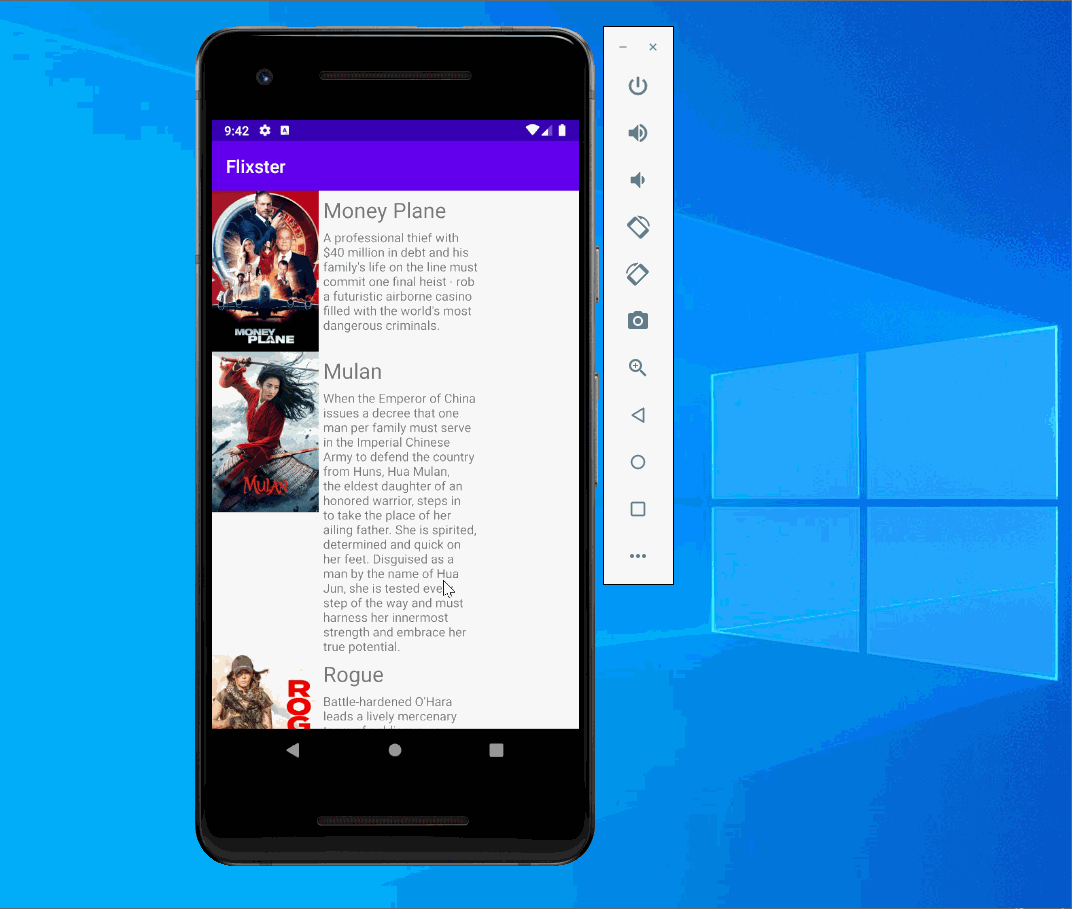 9:42
Flixster
MONEY
PLANE
Money Plane
A professional thief with
$40 million in debt and his
family's life on the line must
commit one final heist - rob
a futuristic airborne casino
filled with the world's most
dangerous criminals.
MULAN
Mulan
When the Emperor of China
issues a decree that one
man per family must serve
in the Imperial Chinese
Army to defend the country
from Huns, Hua Mulan,
the eldest daughter of an
honored warrior, steps in
to take the place of her
ailing father. She is spirited,
determined and quick on
her feet. Disguised as a
man by the name of Hua
Jun, she is tested every
step of the way and must
harness her innermost
strength and embrace her
true potential.
RO
Rogue
Battle-hardened O'Hara
leads a lively mercenary